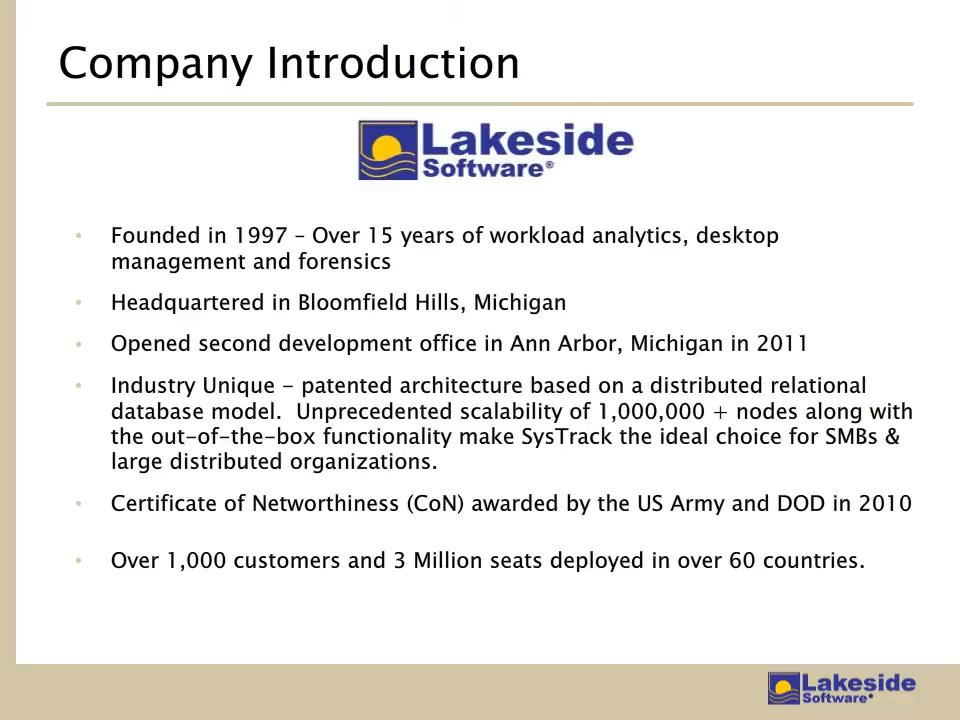 Company Introduction
Lakeside
Software®
• Founded in 1997 – Over 15 years of workload analytics, desktop
management and forensics
• Headquartered in Bloomfield Hills, Michigan
• Opened second development office in Ann Arbor, Michigan in 2011
• Industry Unique - patented architecture based on a distributed relational
database model.  Unprecedented scalability of 1,000,000 + nodes along with
the out-of-the-box functionality make SysTrack the ideal choice for SMBs &
large distributed organizations.
• Certificate of Networthiness (CoN) awarded by the US Army and DOD in 2010
• Over 1,000 customers and 3 Million seats deployed in over 60 countries.
Lakeside
Software®